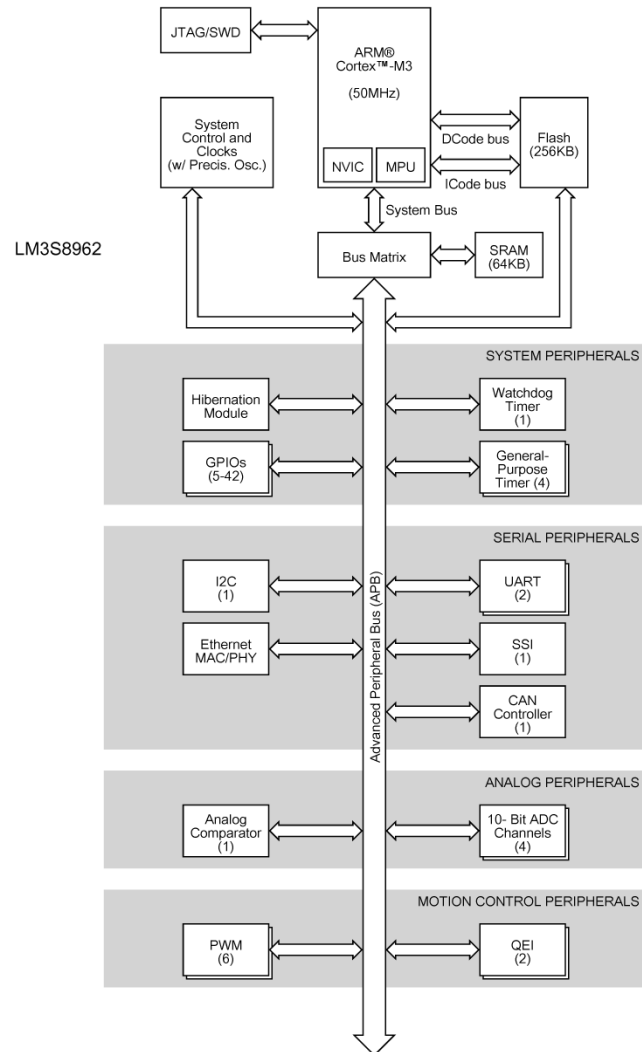 JTAG/SWD
ARM®
Cortex™-M3
(50MHz)
NVIC
MPU
System
Control and
Clocks
(w/ Precis. Osc.)
DCode bus
ICode bus
Flash
(256KB)
System Bus
LM3S8962
Bus Matrix
SRAM
(64KB)
SYSTEM PERIPHERALS
Hibernation
Module
Watchdog
Timer
(1)
GPIOs
(5-42)
General-
Purpose
Timer (4)
SERIAL PERIPHERALS
I2C
(1)
UART
(2)
Ethernet
MAC/PHY
SSI
(1)
CAN
Controller
(1)
Advanced Peripheral Bus (APB)
ANALOG PERIPHERALS
Analog
Comparator
(1)
10- Bit ADC
Channels
(4)
MOTION CONTROL PERIPHERALS
PWM
(6)
QEI
(2)